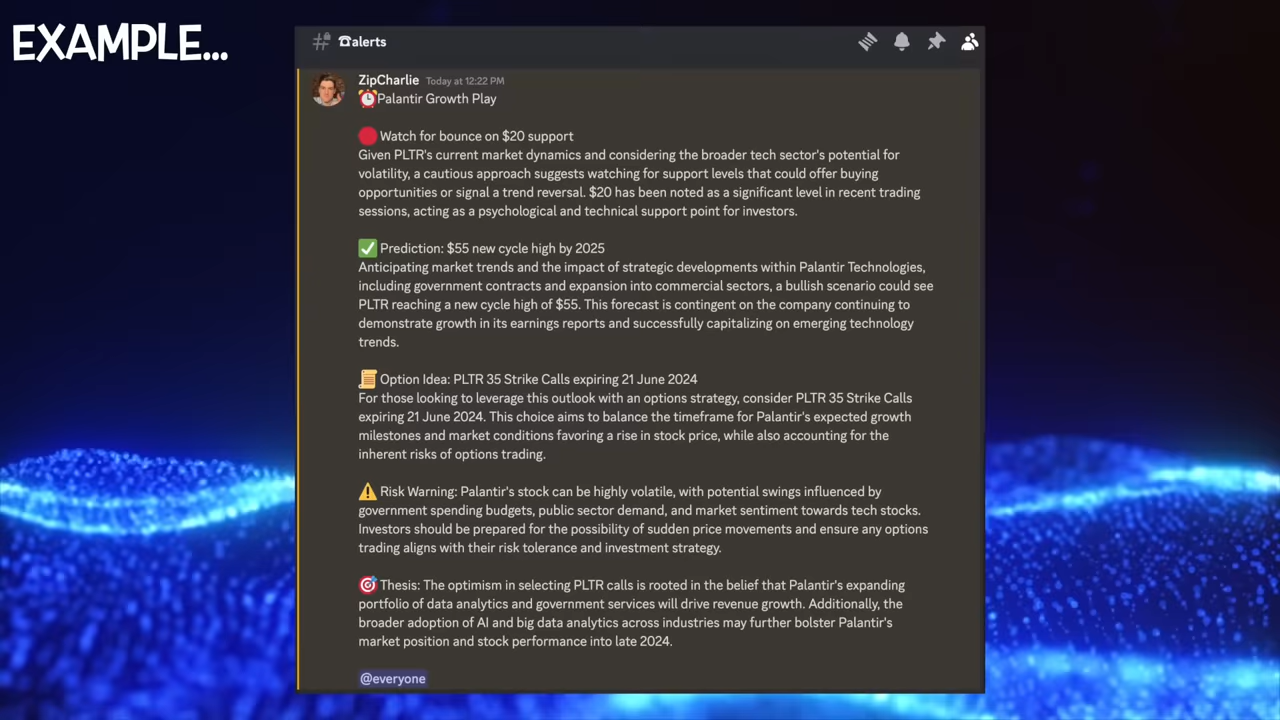 EXAMPLE...
☎alerts
ZipCharlie Today at 12:22 PM
⏰Palantir Growth Play
🔴 Watch for bounce on $20 support
Given PLTR's current market dynamics and considering the broader tech sector's potential for
volatility, a cautious approach suggests watching for support levels that could offer buying
opportunities or signal a trend reversal. $20 has been noted as a significant level in recent trading
sessions, acting as a psychological and technical support point for investors.
✅ Prediction: $55 new cycle high by 2025
Anticipating market trends and the impact of strategic developments within Palantir Technologies,
including government contracts and expansion into commercial sectors, a bullish scenario could see
PLTR reaching a new cycle high of $55. This forecast is contingent on the company continuing to
demonstrate growth in its earnings reports and successfully capitalizing on emerging technology
trends.
📜 Option Idea: PLTR 35 Strike Calls expiring 21 June 2024
For those looking to leverage this outlook with an options strategy, consider PLTR 35 Strike Calls
expiring 21 June 2024. This choice aims to balance the timeframe for Palantir's expected growth
milestones and market conditions favoring a rise in stock price, while also accounting for the
inherent risks of options trading.
⚠️ Risk Warning: Palantir's stock can be highly volatile, with potential swings influenced by
government spending budgets, public sector demand, and market sentiment towards tech stocks.
Investors should be prepared for the possibility of sudden price movements and ensure any options
trading aligns with their risk tolerance and investment strategy.
🎯 Thesis: The optimism in selecting PLTR calls is rooted in the belief that Palantir's expanding
portfolio of data analytics and government services will drive revenue growth. Additionally, the
broader adoption of AI and big data analytics across industries may further bolster Palantir's
market position and stock performance into late 2024.
@everyone